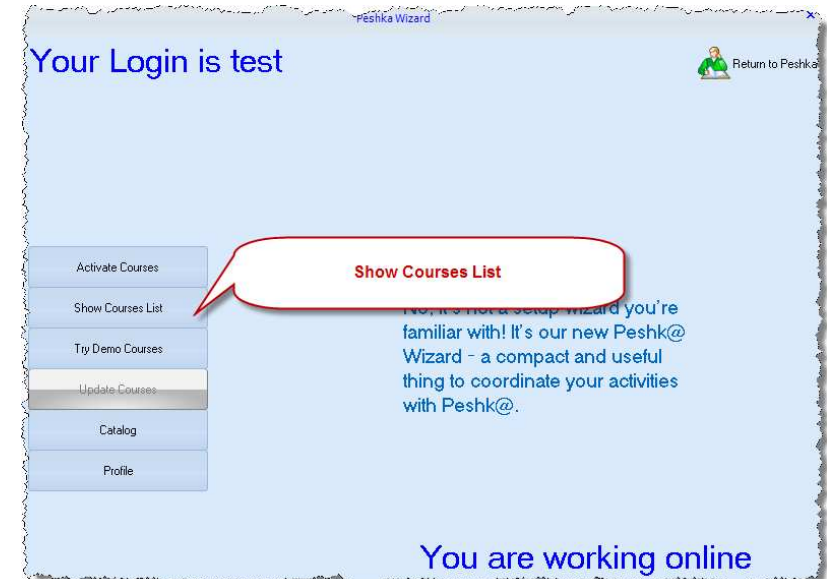 Peshka Wizard
Your Login is test
Return to Peshka
Activate Courses
Show Courses List
Show Courses List
Try Demo Courses
Update Courses
Catalog
Profile
No, it's not a setup wizard you're
familiar with! It's our new Peshk@
Wizard - a compact and useful
thing to coordinate your activities
with Peshk@.
You are working online